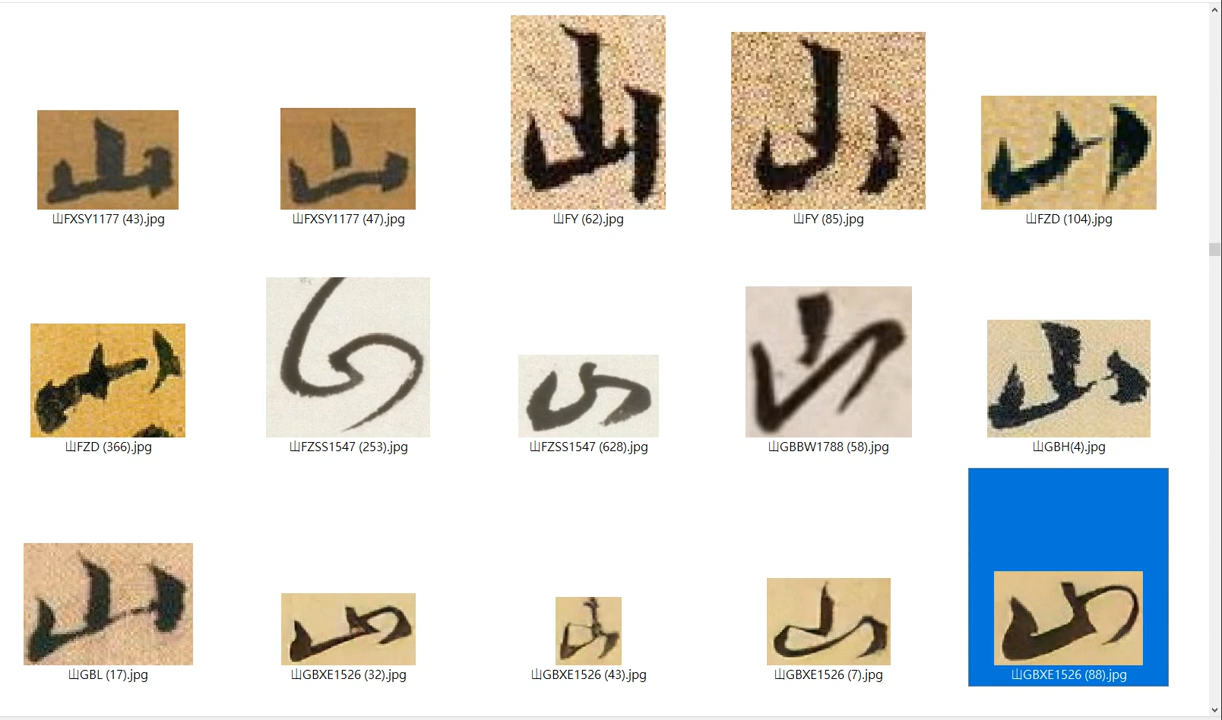 山 山 山 山 山
山FXSY1177 (43).jpg 山FXSY1177 (47).jpg 山FY (62).jpg 山FY (85).jpg 山FZD (104).jpg
山 山 山 山 山
山FZD (366).jpg 山FZSS1547 (253).jpg 山FZSS1547 (628).jpg 山GBBW1788 (58).jpg 山GBH(4).jpg
山 山 山 山 山
山GBL (17).jpg 山GBXE1526 (32).jpg 山GBXE1526 (43).jpg 山GBXE1526 (7).jpg 山GBXE1526 (88).jpg